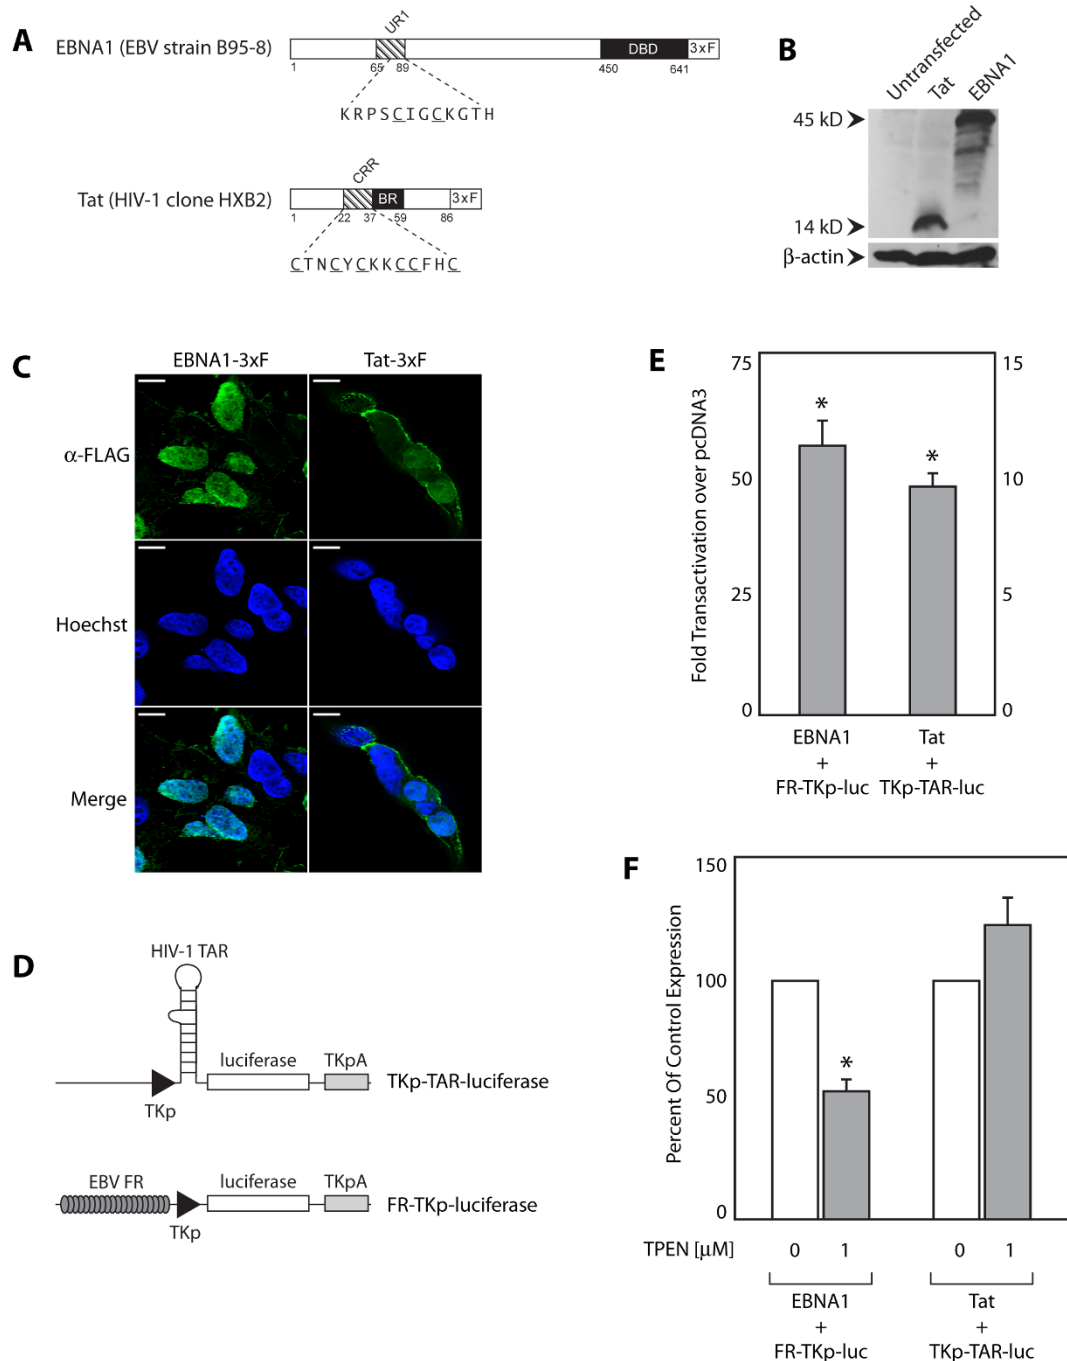 A
EBNA1 (EBV strain B95-8)
UR1
DBD
3xF
1
65
89
450
641
KRPSCIGCKGTH
Tat (HIV-1 clone HXB2)
CRR
BR
3xF
1
22
37
59
86
CTNCYCKKCCFHC
B
Untransfected
Tat
EBNA1
45 kD
14 kD
β-actin
C
EBNA1-3xF
Tat-3xF
α-FLAG
Hoechst
Merge
D
HIV-1 TAR
luciferase
TKpA
TKp-TAR-luciferase
TKp
EBV FR
luciferase
TKpA
FR-TKp-luciferase
TKp
E
Fold Transactivation over pcDNA3
75
50
25
0
15
10
5
0
*
*
EBNA1
+
FR-TKp-luc
Tat
+
TKp-TAR-luc
F
Percent Of Control Expression
150
100
50
0
*
TPEN [μM]
0
1
0
1
EBNA1
+
FR-TKp-luc
Tat
+
TKp-TAR-luc